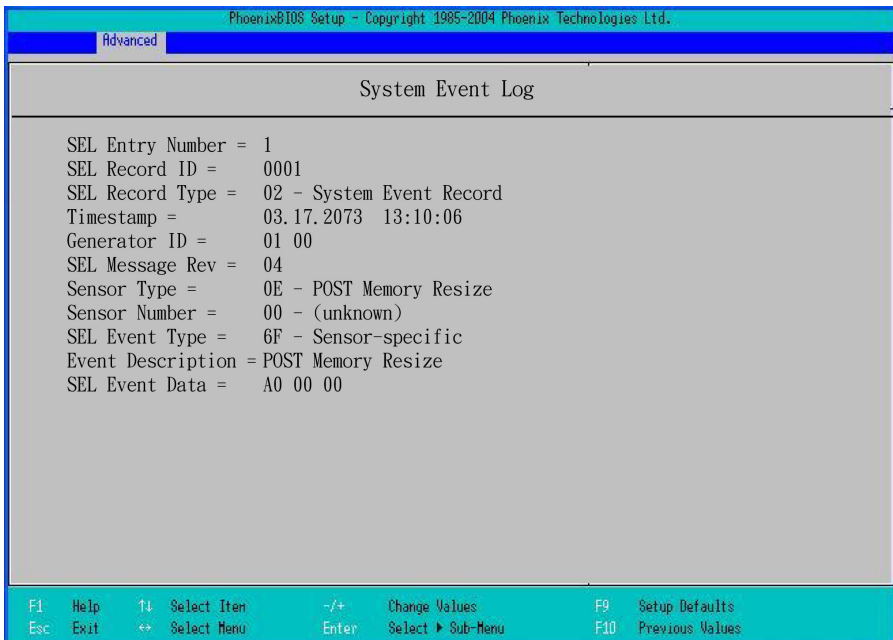 PhoenixBIOS Setup - Copyright 1985-2004 Phoenix Technologies Ltd.
Advanced
System Event Log
SEL Entry Number = 1
SEL Record ID = 0001
SEL Record Type = 02 - System Event Record
Timestamp = 03.17.2073 13:10:06
Generator ID = 01 00
SEL Message Rev = 04
Sensor Type = 0E - POST Memory Resize
Sensor Number = 00 - (unknown)
SEL Event Type = 6F - Sensor-specific
Event Description = POST Memory Resize
SEL Event Data = A0 00 00
F1 Help ↑↓ Select Item -/+ Change Values F9 Setup Defaults
Esc Exit ↔ Select Menu Enter Select ▶ Sub-Menu F10 Previous Values